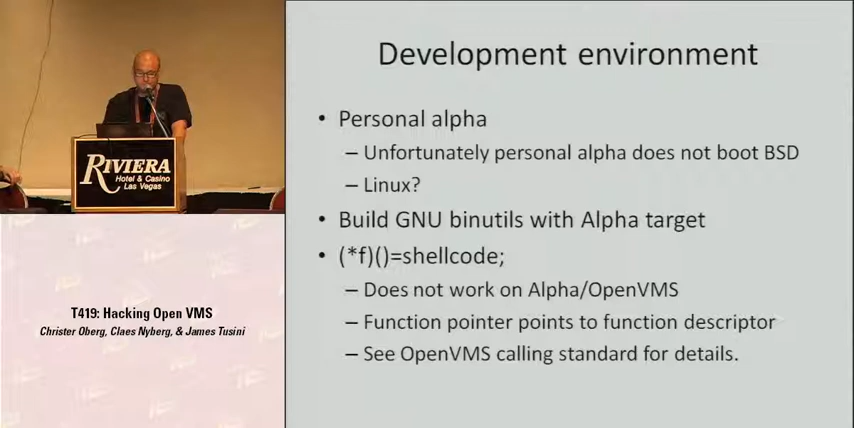 RIVIERA
Hotel & Casino
Las Vegas
T419: Hacking Open VMS
Christer Oberg, Claes Nyberg, & James Tusini
Development environment
• Personal alpha
– Unfortunately personal alpha does not boot BSD
– Linux?
• Build GNU binutils with Alpha target
• (*f)()=shellcode;
– Does not work on Alpha/OpenVMS
– Function pointer points to function descriptor
– See OpenVMS calling standard for details.